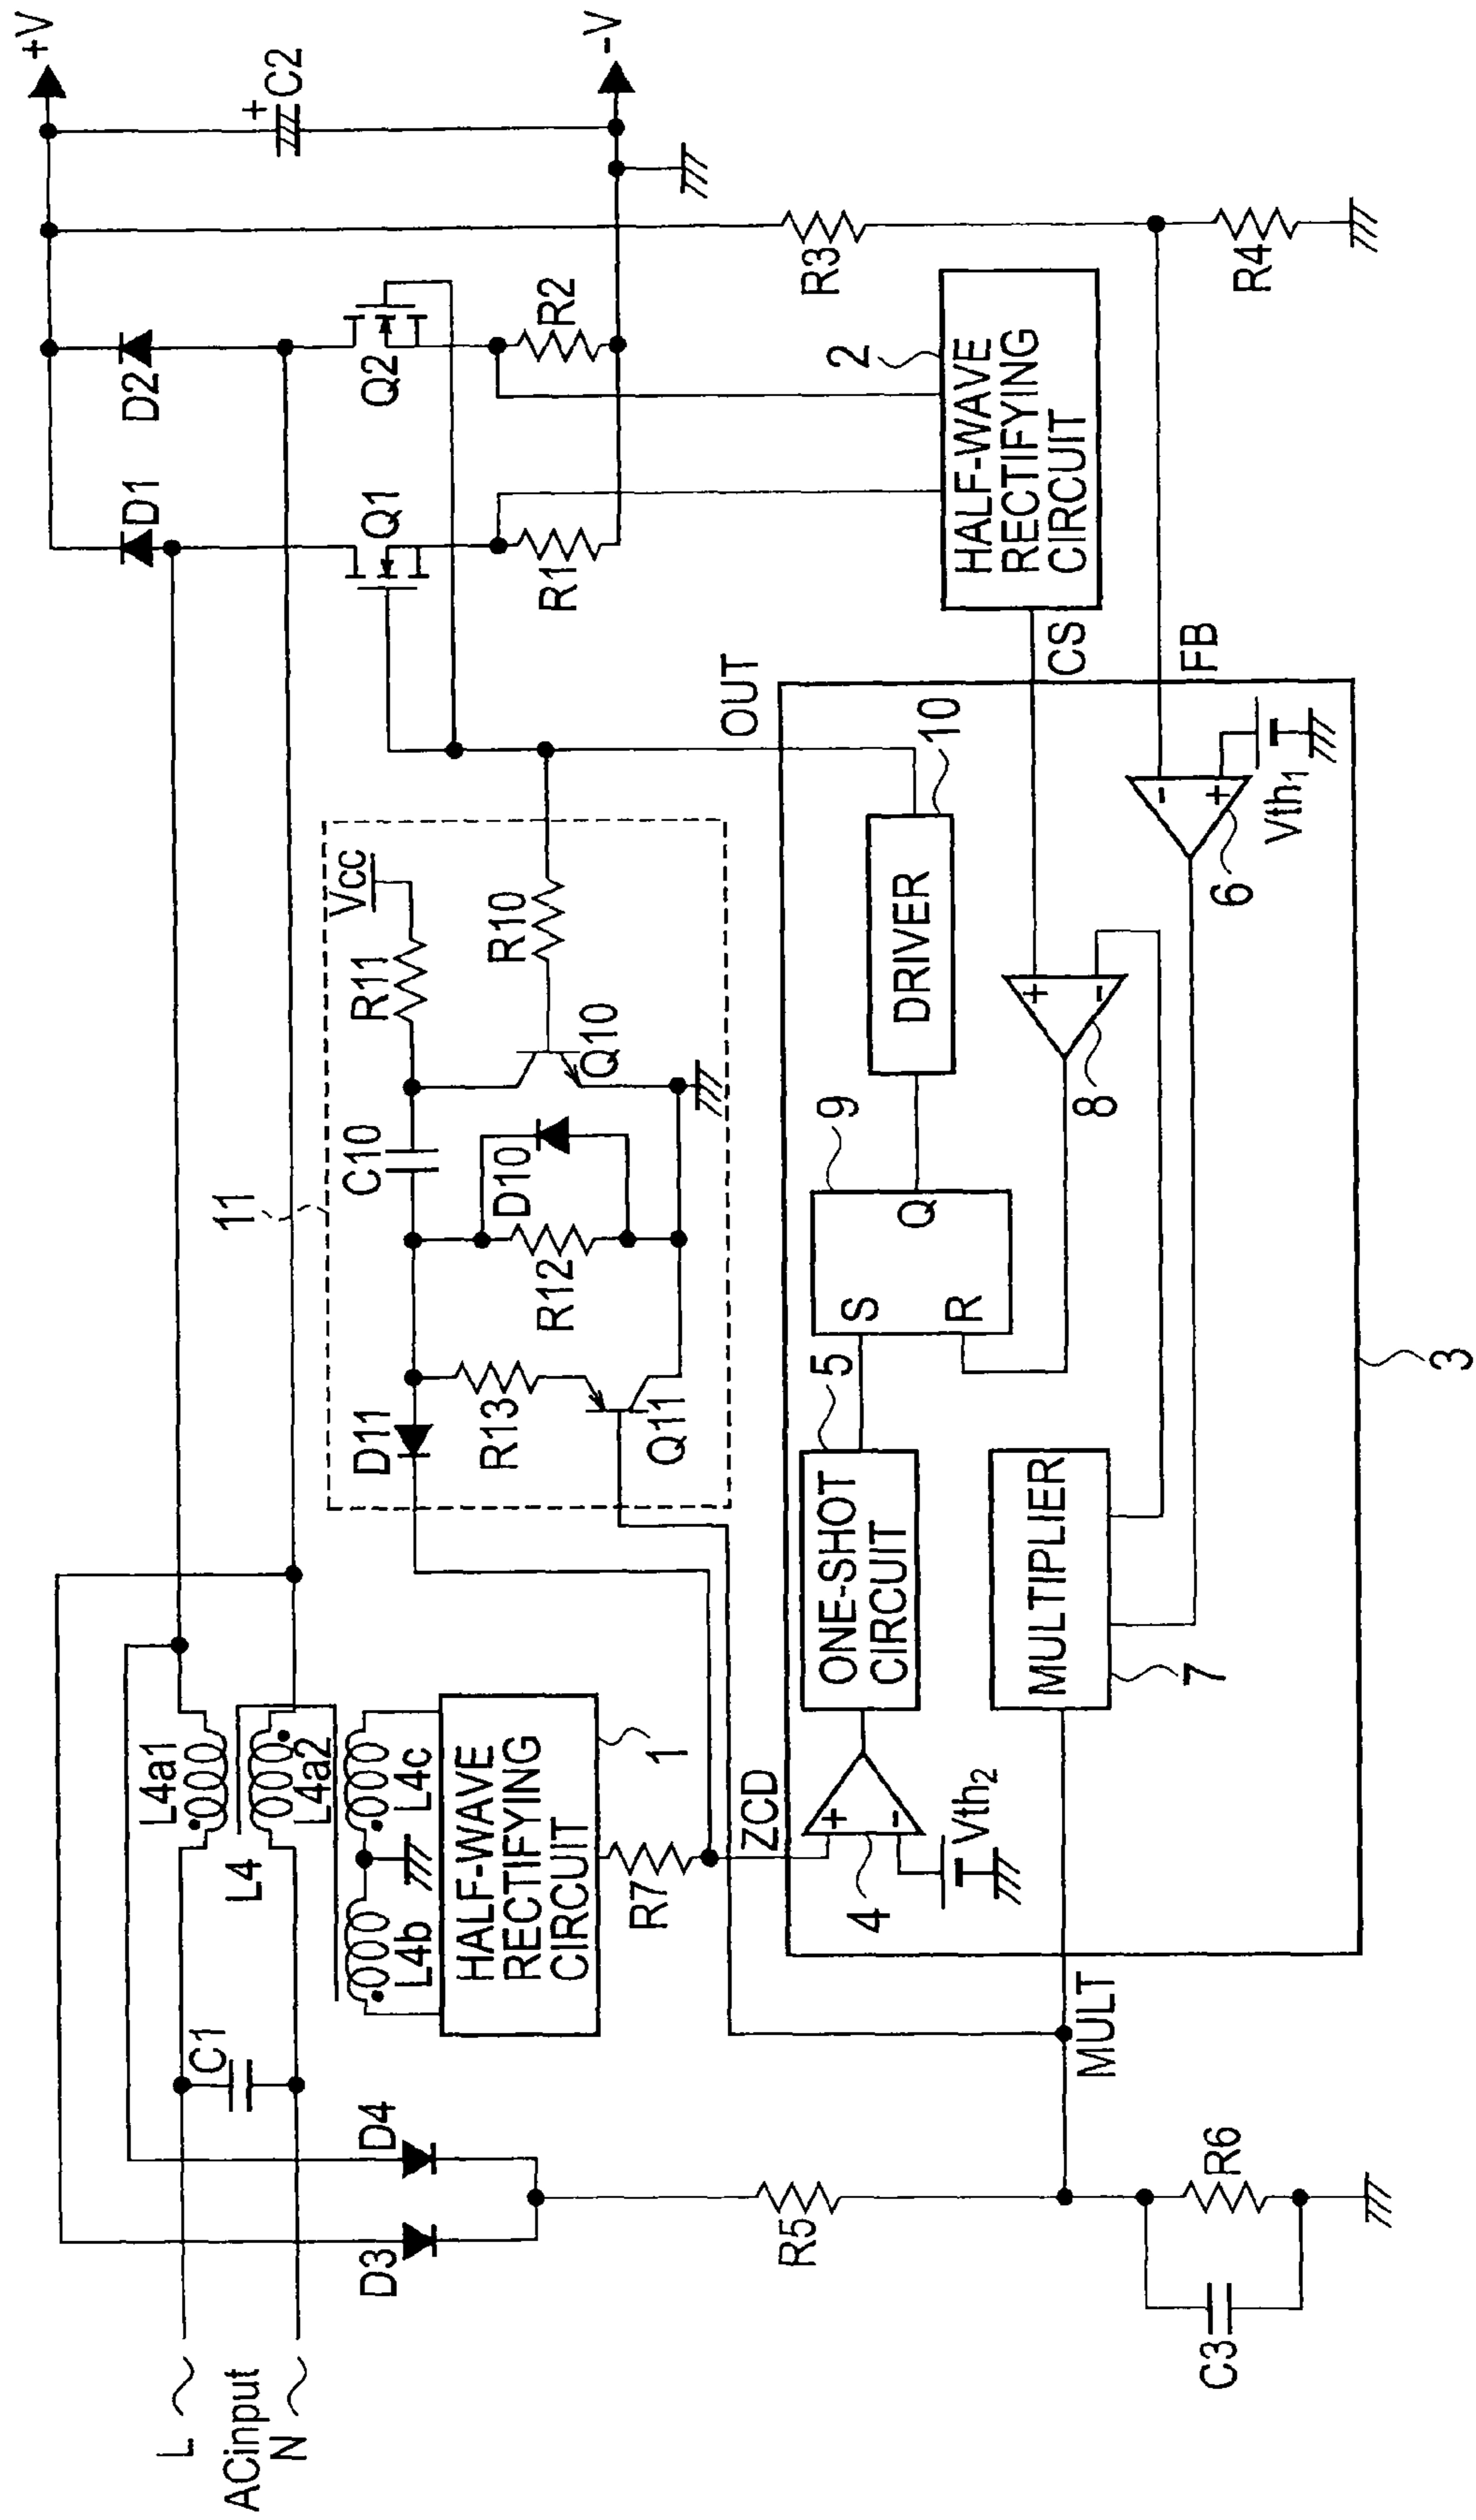 L
ACinput
N
C1
L4
L4a1
L4a2
L4b
L4c
D3
D4
HALF-WAVE
RECTIFYING
CIRCUIT
1
R7
ZCD
R5
MULT
C3
R6
11
Vcc
R11
C10
D11
R13
R12
D10
Q10
R10
Q11
OUT
D1
D2
Q1
Q2
R1
R2
+V
-V
+
C2
R3
R4
2
HALF-WAVE
RECTIFYING
CIRCUIT
CS
FB
3
4
+
-
Vth2
5
ONE-SHOT
CIRCUIT
S
R
Q
9
DRIVER
10
MULTIPLIER
7
8
+
-
6
-
+
Vth1